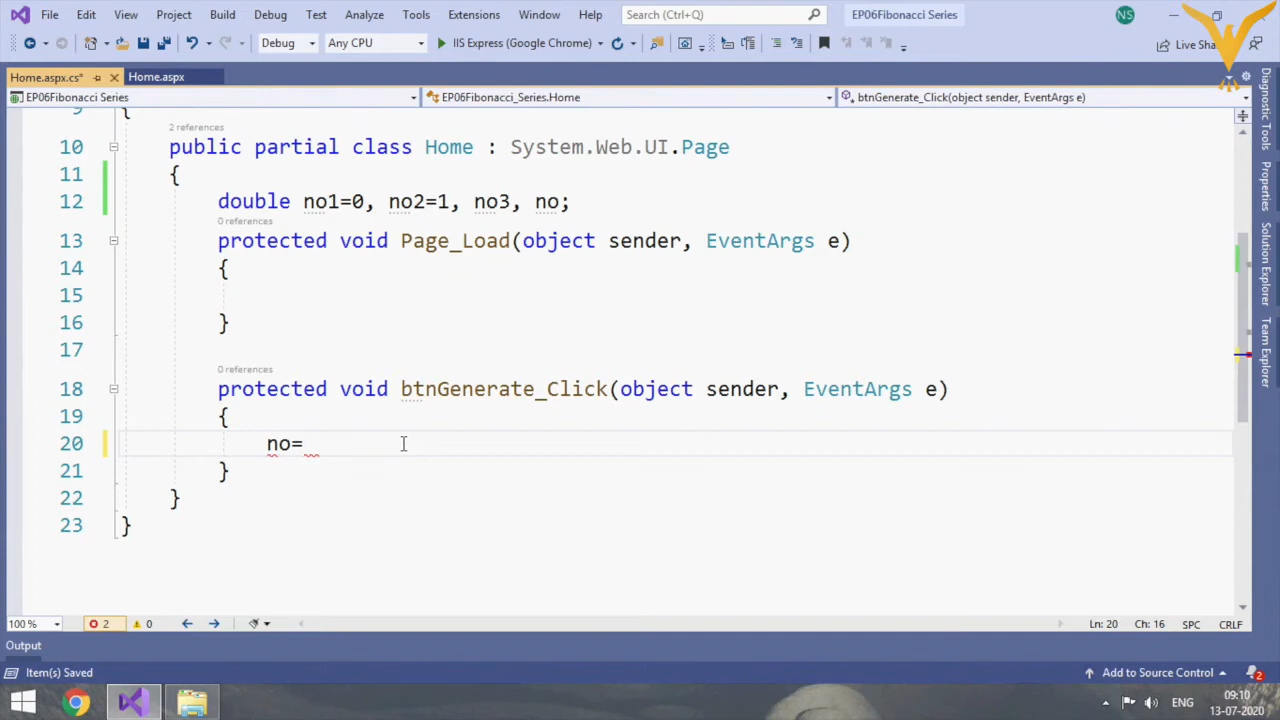 File Edit View Project Build Debug Test Analyze Tools Extensions Window Help Search (Ctrl+Q) EP06Fibonacci Series NS
Debug Any CPU IIS Express (Google Chrome) Live Share
Home.aspx.cs* Home.aspx
EP06Fibonacci Series EP06Fibonacci_Series.Home btnGenerate_Click(object sender, EventArgs e)
9 {
2 references
10 public partial class Home : System.Web.UI.Page
11 {
12 double no1=0, no2=1, no3, no;
0 references
13 protected void Page_Load(object sender, EventArgs e)
14 {
15
16 }
17
0 references
18 protected void btnGenerate_Click(object sender, EventArgs e)
19 {
20 no=
21 }
22 }
23 }
100 % 2 0 Ln: 20 Ch: 16 SPC CRLF
Output
Item(s) Saved Add to Source Control 2
ENG 09:10
13-07-2020
Diagnostic Tools
Properties
Solution Explorer
Team Explorer